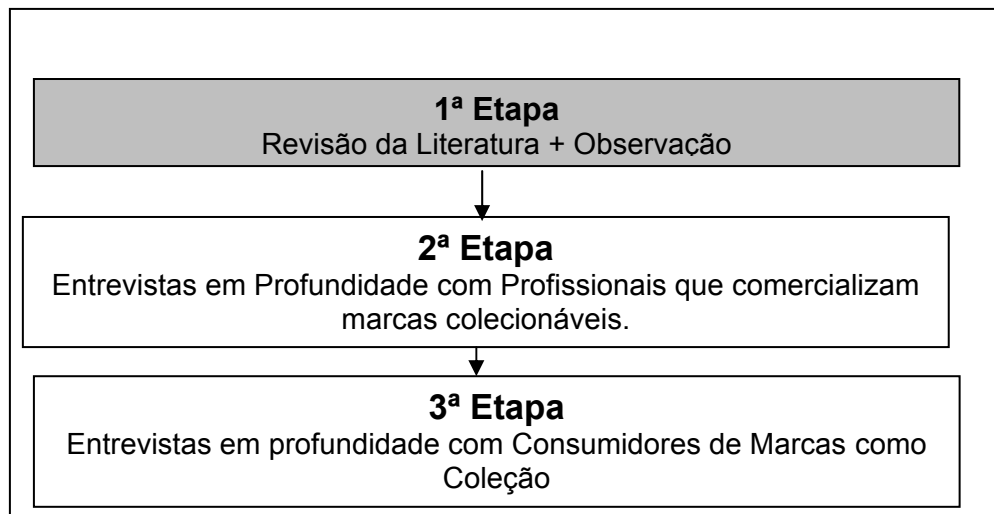 1ª Etapa
Revisão da Literatura + Observação
2ª Etapa
Entrevistas em Profundidade com Profissionais que comercializam
marcas colecionáveis.
3ª Etapa
Entrevistas em profundidade com Consumidores de Marcas como
Coleção